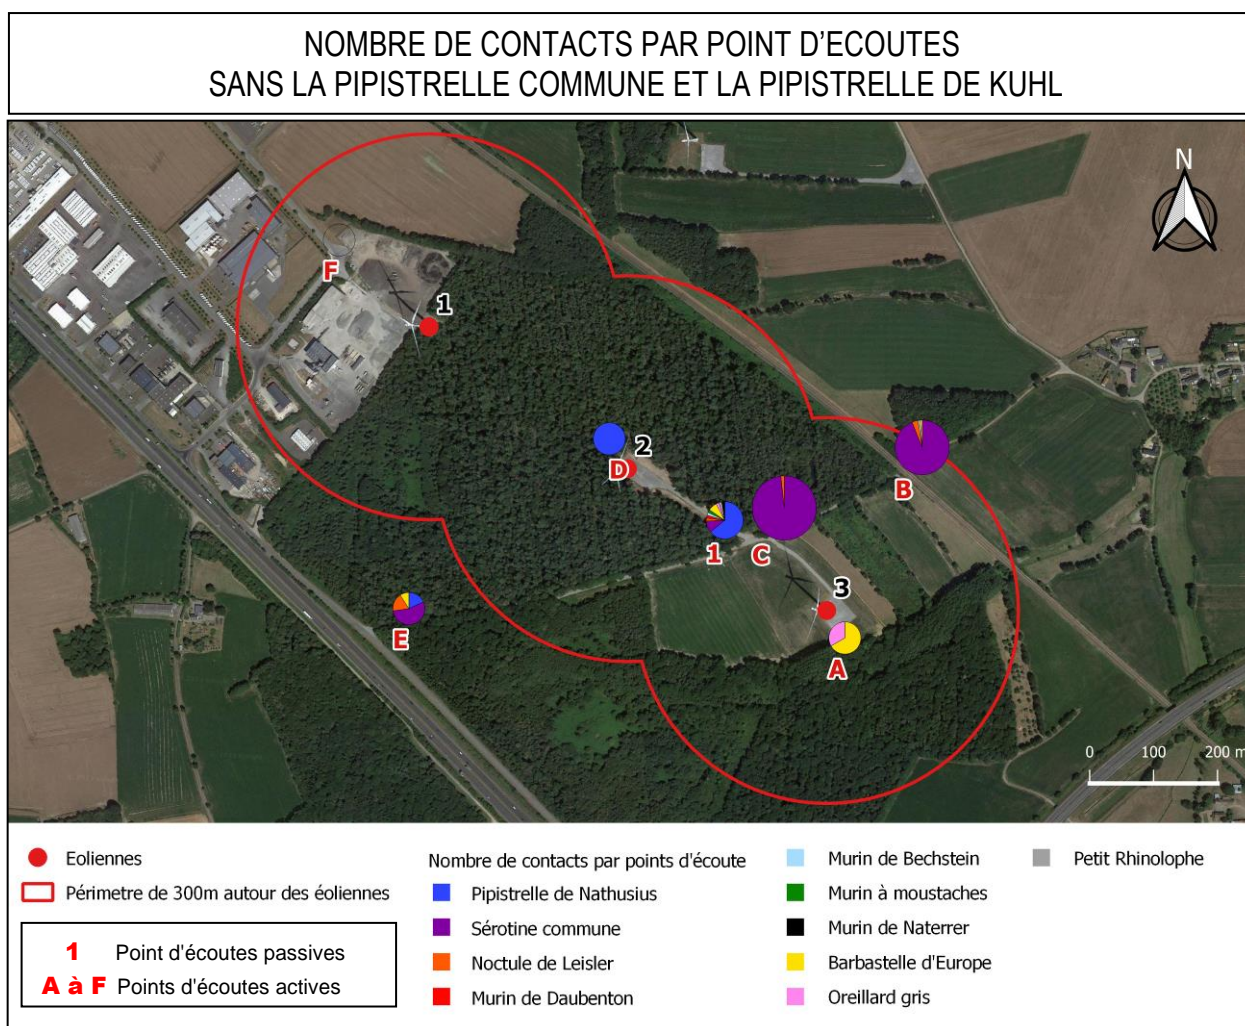 NOMBRE DE CONTACTS PAR POINT D'ECOUTES
SANS LA PIPISTRELLE COMMUNE ET LA PIPISTRELLE DE KUHL
N
F
1
2
D
B
1
C
3
E
A
0 100 200 m
Eoliennes
Périmetre de 300m autour des éoliennes
1 Point d'écoutes passives
A à F Points d'écoutes actives
Nombre de contacts par points d'écoute
Pipistrelle de Nathusius
Sérotine commune
Noctule de Leisler
Murin de Daubenton
Murin de Bechstein
Murin à moustaches
Murin de Naterrer
Barbastelle d'Europe
Oreillard gris
Petit Rhinolophe